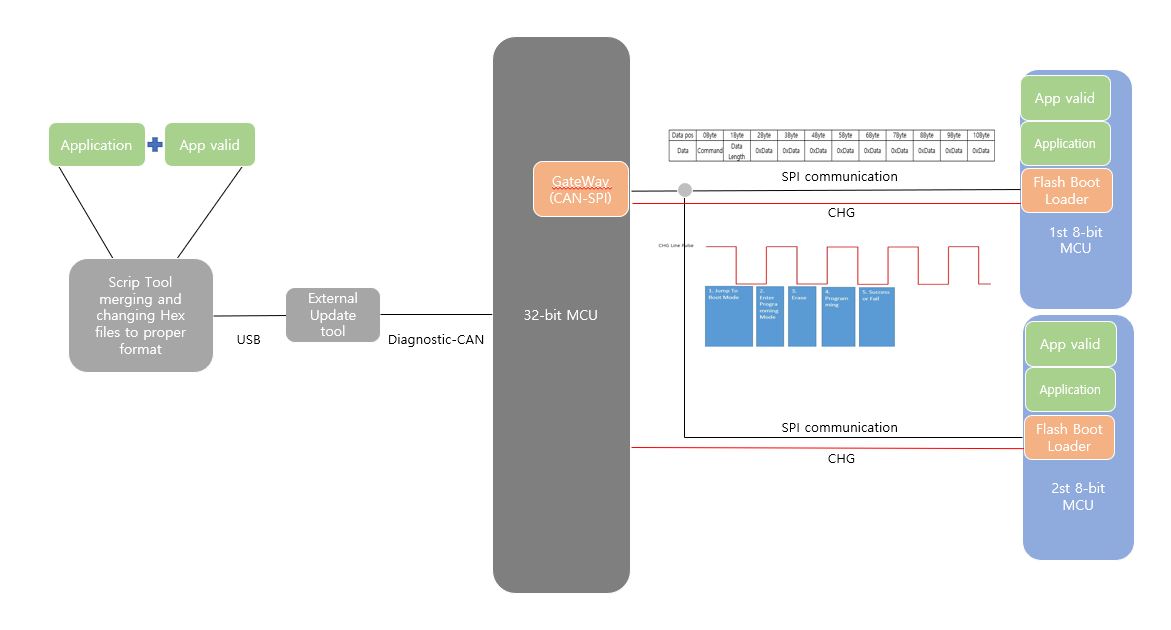 Application
App valid
Scrip Tool
merging and
changing Hex
files to proper
format
USB
External
Update
tool
Diagnostic-CAN
32-bit MCU
GateWay
(CAN-SPI)
Data pos 0Byte 1Byte 2Byte 3Byte 4Byte 5Byte 6Byte 7Byte 8Byte 9Byte 10Byte
Data Command Data Length 0xData 0xData 0xData 0xData 0xData 0xData 0xData 0xData 0xData
SPI communication
CHG
CHG Line Pulse
1. Jump To
Boot Mode
2.
Enter
Progra
mming
Mode
3.
Erase
4.
Program
ming
5. Success
or Fail
SPI communication
CHG
App valid
Application
Flash Boot
Loader
1st 8-bit
MCU
App valid
Application
Flash Boot
Loader
2st 8-bit
MCU